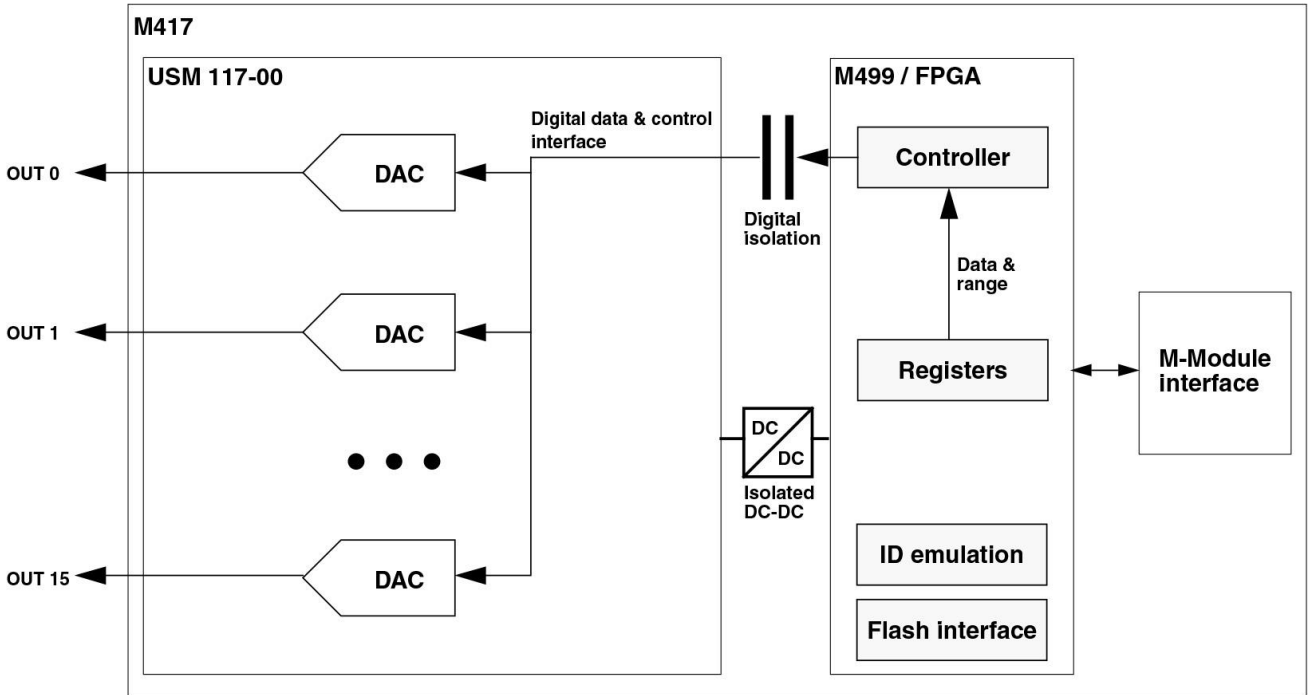 M417
USM 117-00
M499 / FPGA
Digital data & control
interface
DAC
Controller
OUT 0
Digital
isolation
Data &
range
OUT 1
DAC
Registers
M-Module
interface
DC
DC
Isolated
DC-DC
ID emulation
OUT 15
DAC
Flash interface